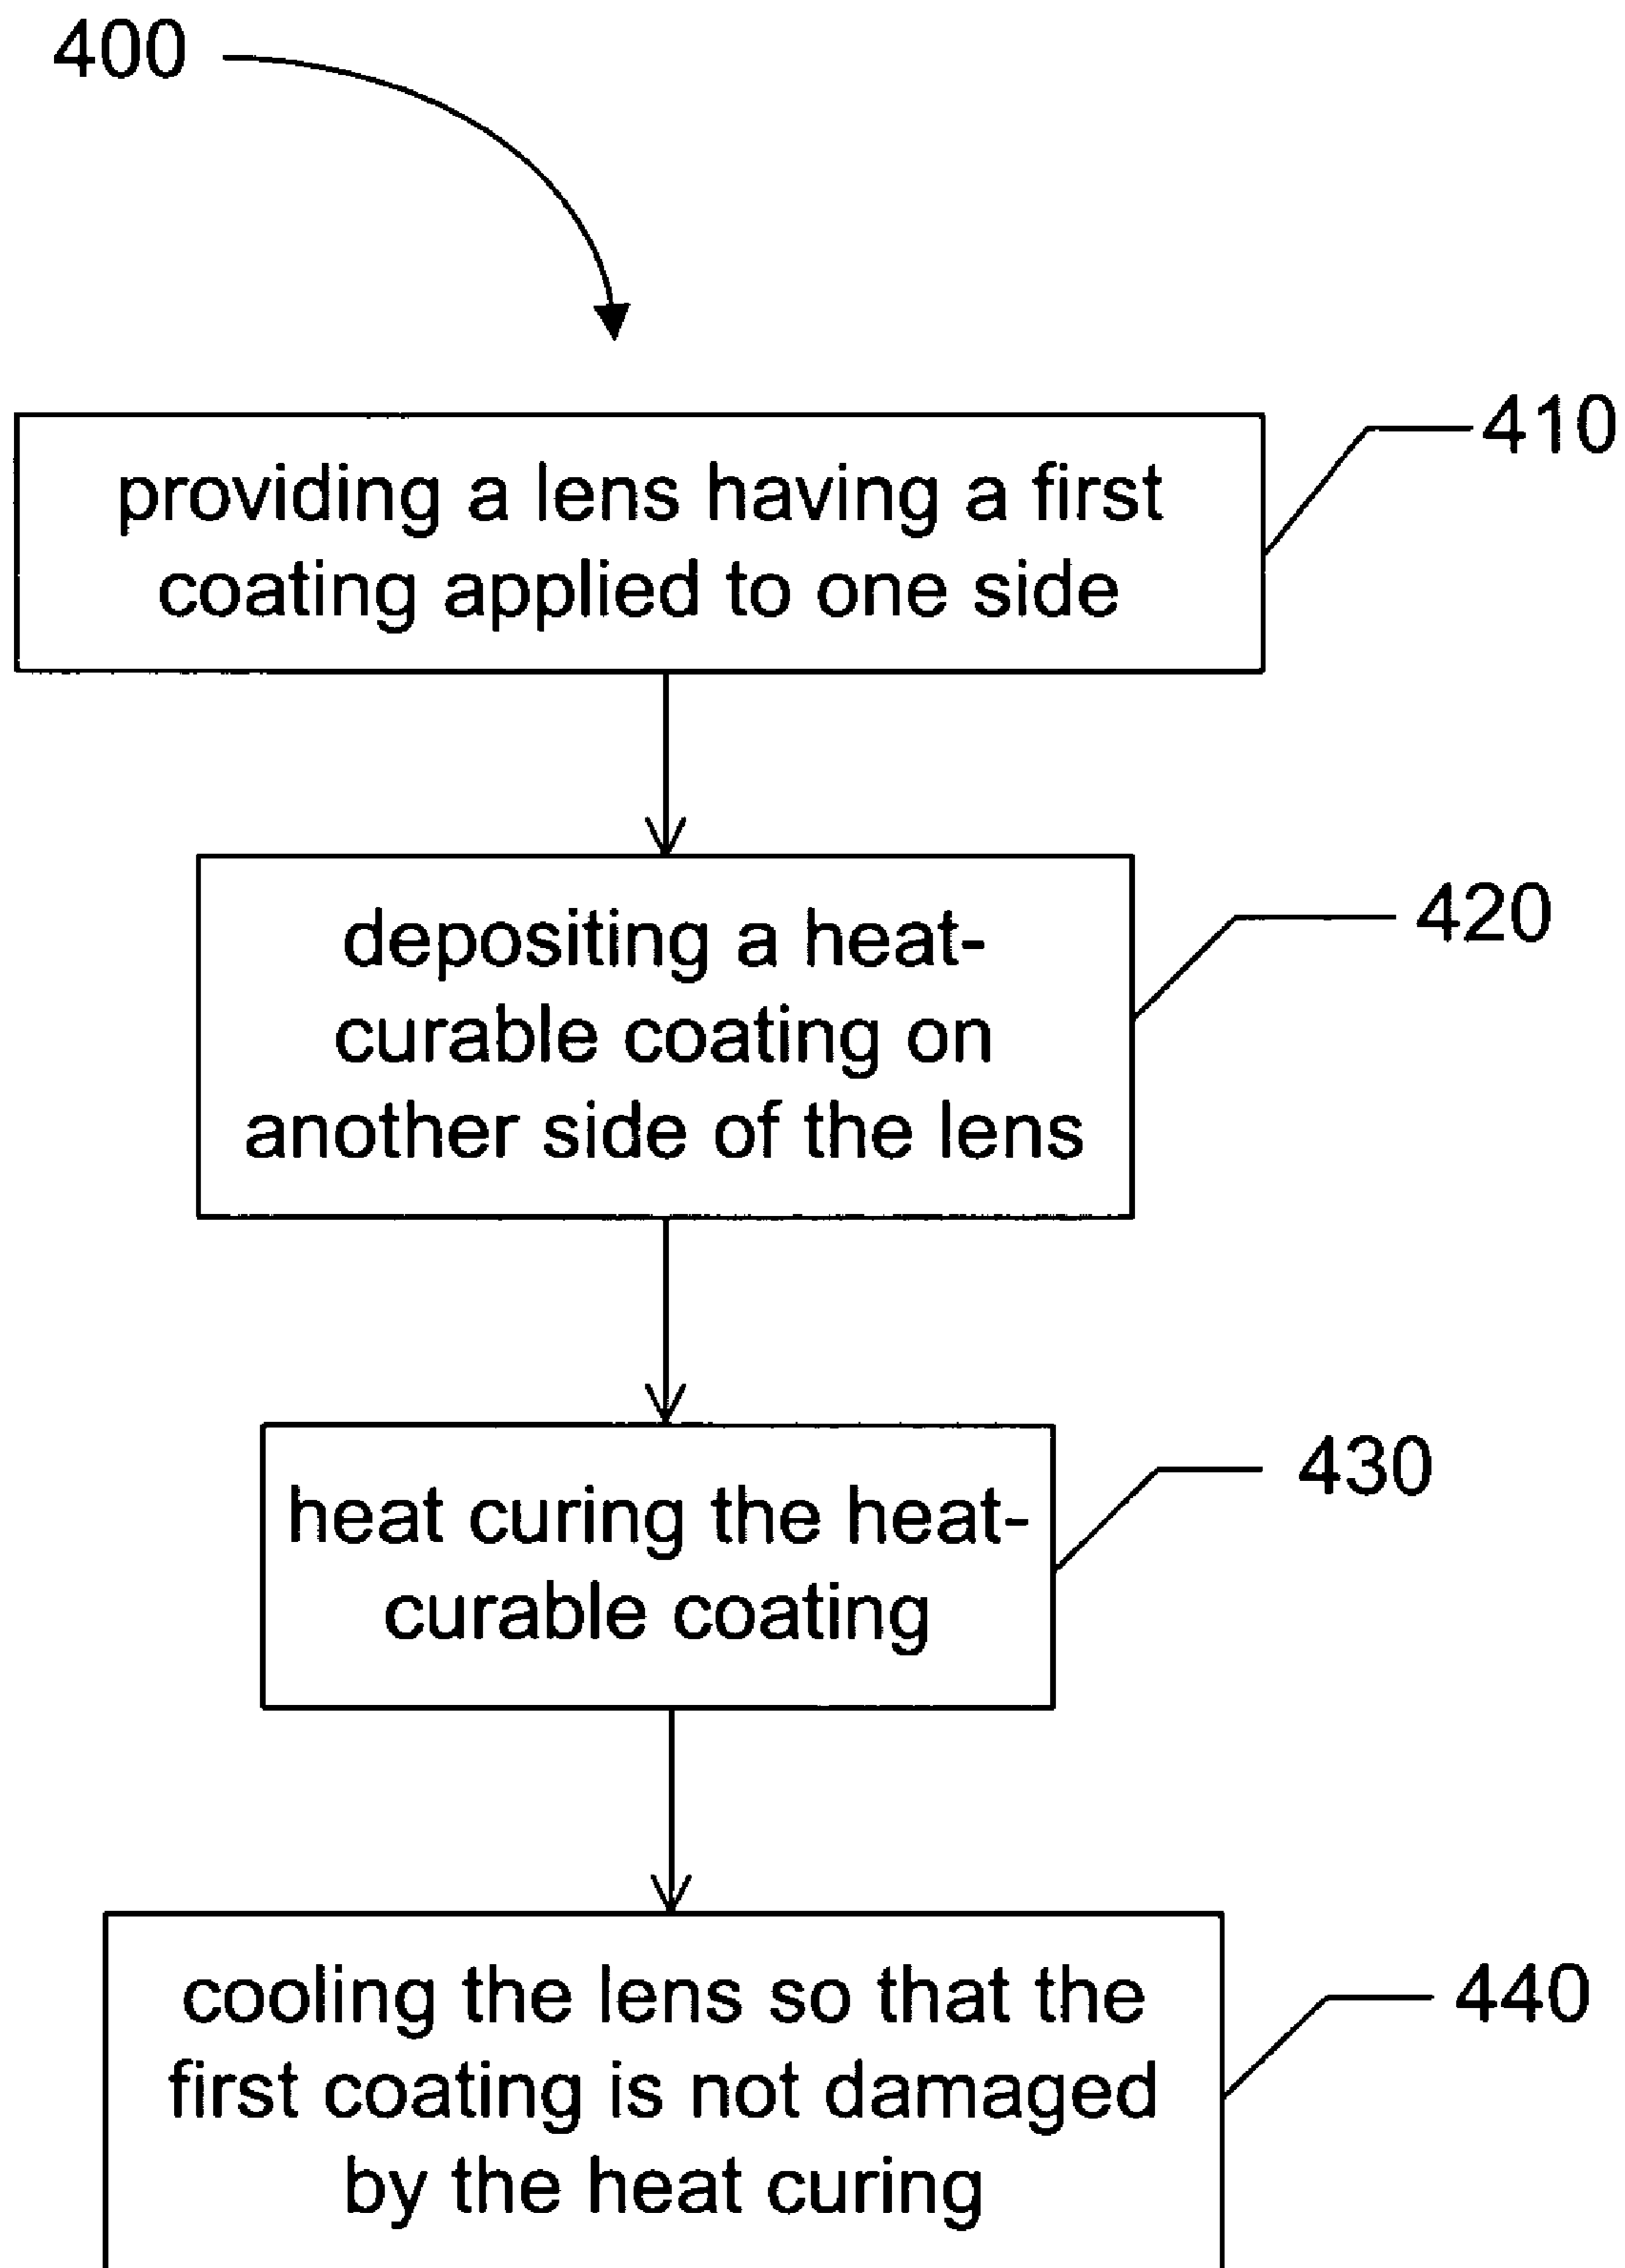 400
410
providing a lens having a first
coating applied to one side
420
depositing a heat-
curable coating on
another side of the lens
430
heat curing the heat-
curable coating
440
cooling the lens so that the
first coating is not damaged
by the heat curing